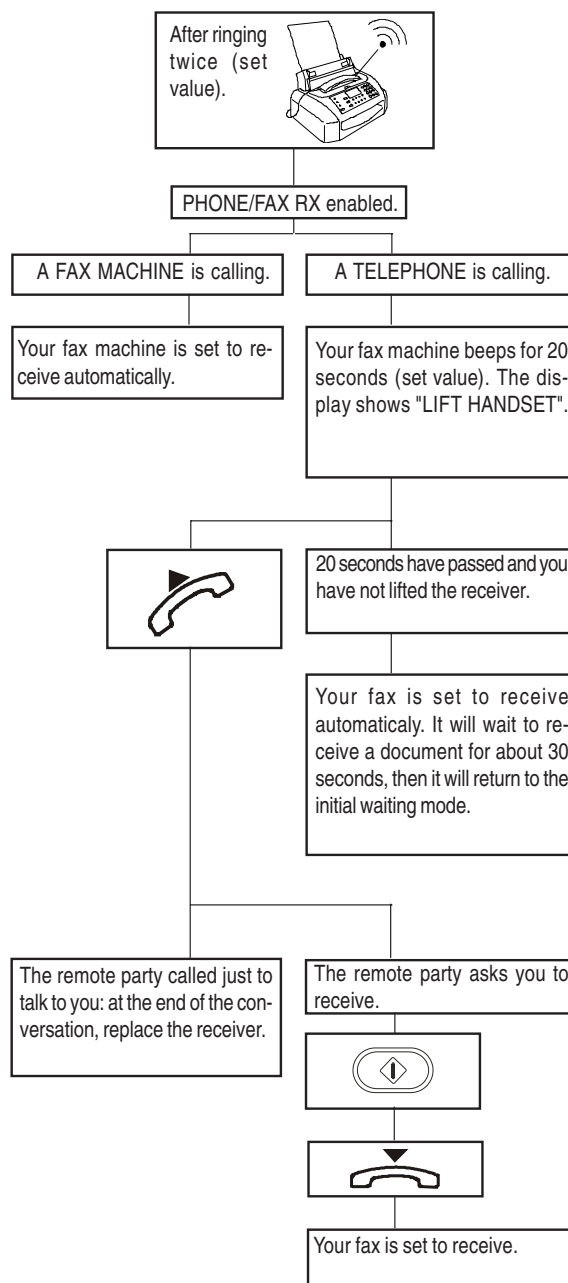 After ringing
twice (set
value).
PHONE/FAX RX enabled.
A FAX MACHINE is calling.
A TELEPHONE is calling.
Your fax machine is set to re-
ceive automatically.
Your fax machine beeps for 20
seconds (set value). The dis-
play shows "LIFT HANDSET".
20 seconds have passed and you
have not lifted the receiver.
Your fax is set to receive
automaticaly. It will wait to re-
ceive a document for about 30
seconds, then it will return to the
initial waiting mode.
The remote party called just to
talk to you: at the end of the con-
versation, replace the receiver.
The remote party asks you to
receive.
Your fax is set to receive.